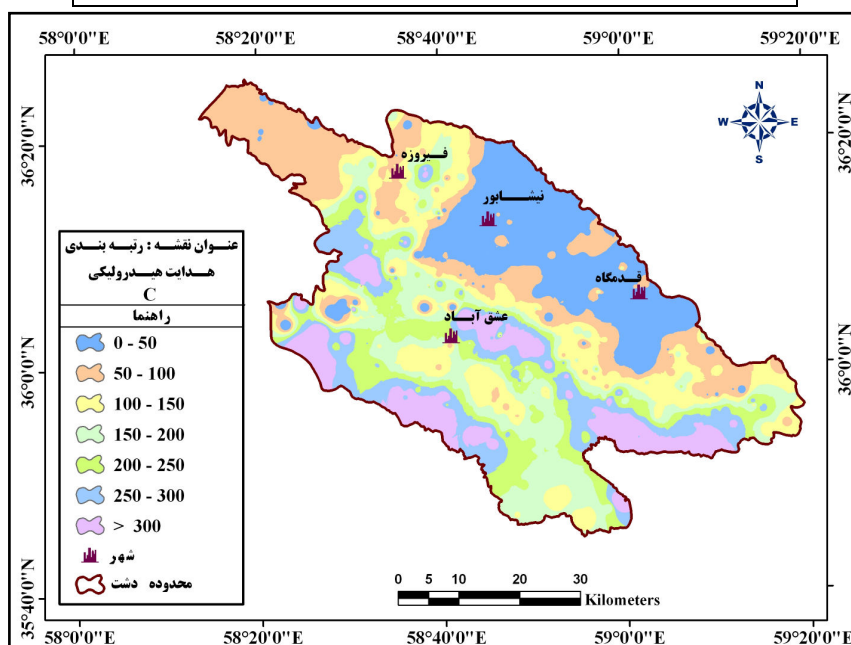 58°0'0"E 58°20'0"E 58°40'0"E 59°0'0"E 59°20'0"E
36°20'0"N
36°0'0"N
35°40'0"N
N
W E
S
فیروزه
نیشابور
قدمگاه
عشق آباد
عنوان نقشه : رتبه بندی
هدایت هیدرولیکی
C
راهنما
0 - 50
50 - 100
100 - 150
150 - 200
200 - 250
250 - 300
> 300
شهر
محدوده دشت
0 5 10 20 30
Kilometers
36°20'0"N
36°0'0"N
35°40'0"N
58°0'0"E 58°20'0"E 58°40'0"E 59°0'0"E 59°20'0"E